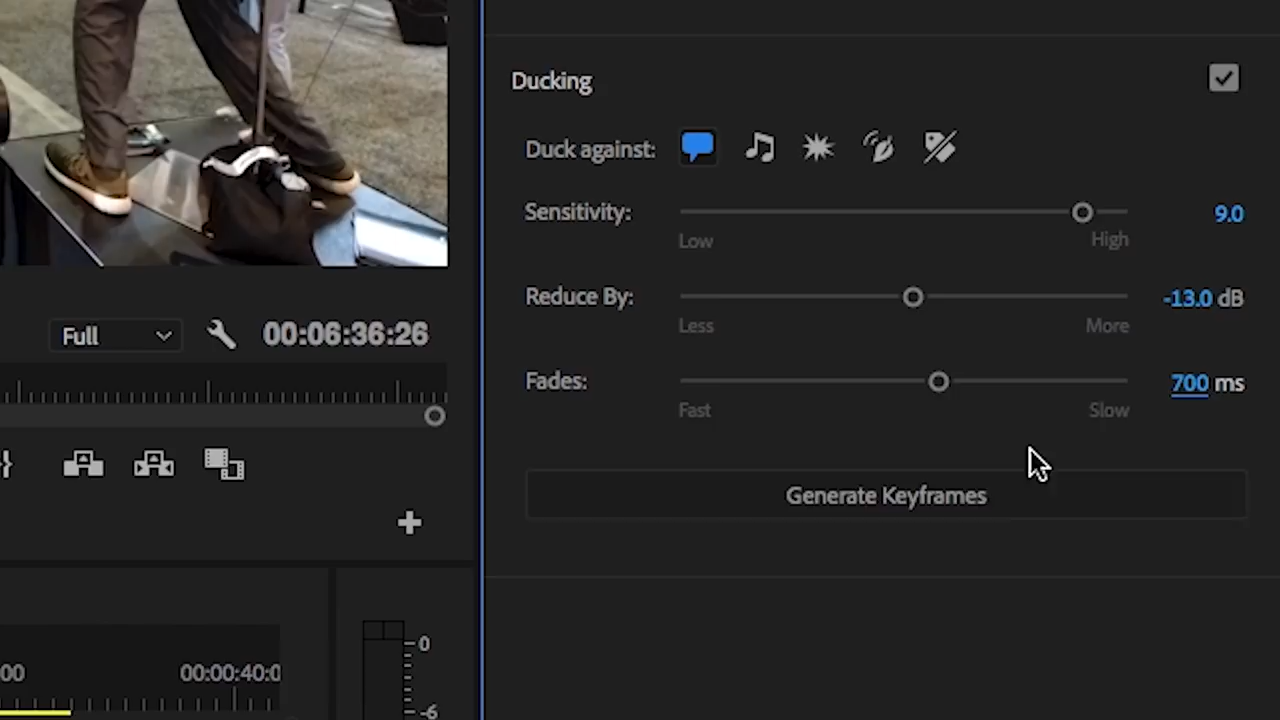 Ducking
Duck against:
Sensitivity:
9.0
Low
High
Reduce By:
-13.0 dB
Less
More
Fades:
700 ms
Fast
Slow
Generate Keyframes
Full
00:06:36:26
00
00:00:40:0
0
-6